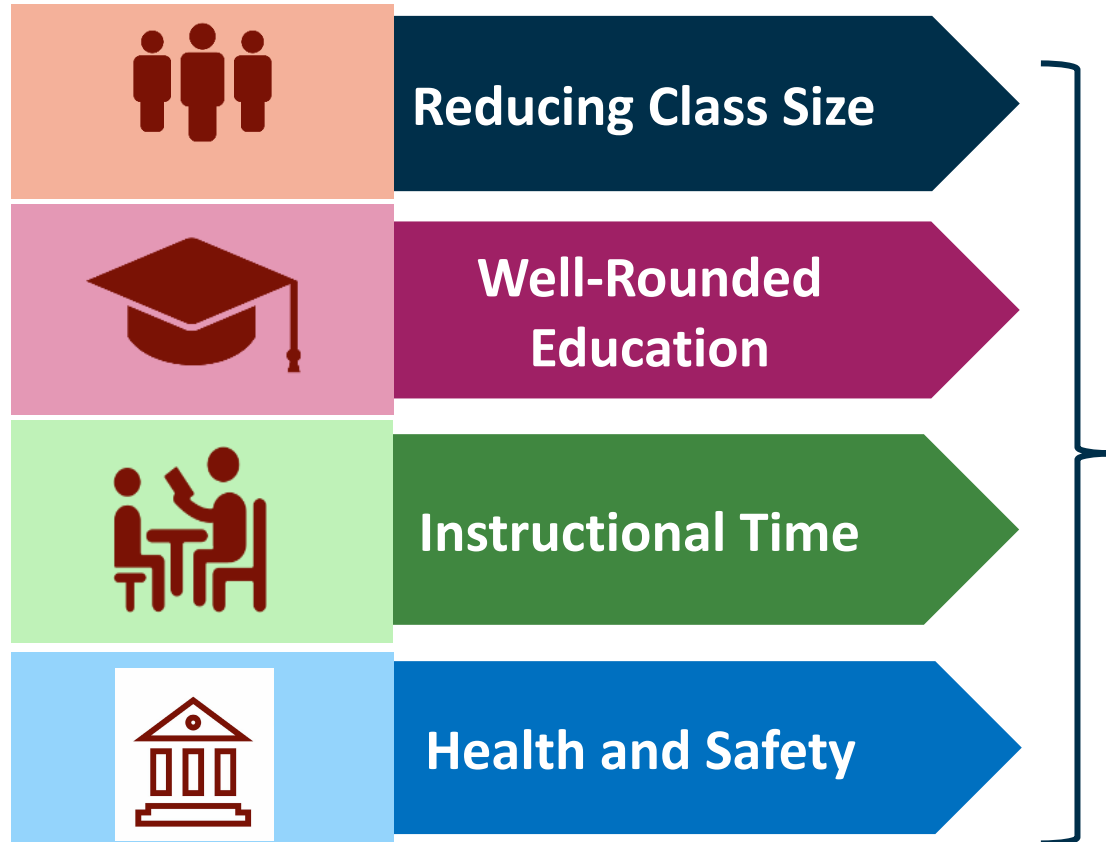 Reducing Class Size
Well-Rounded
Education
Instructional Time
Health and Safety